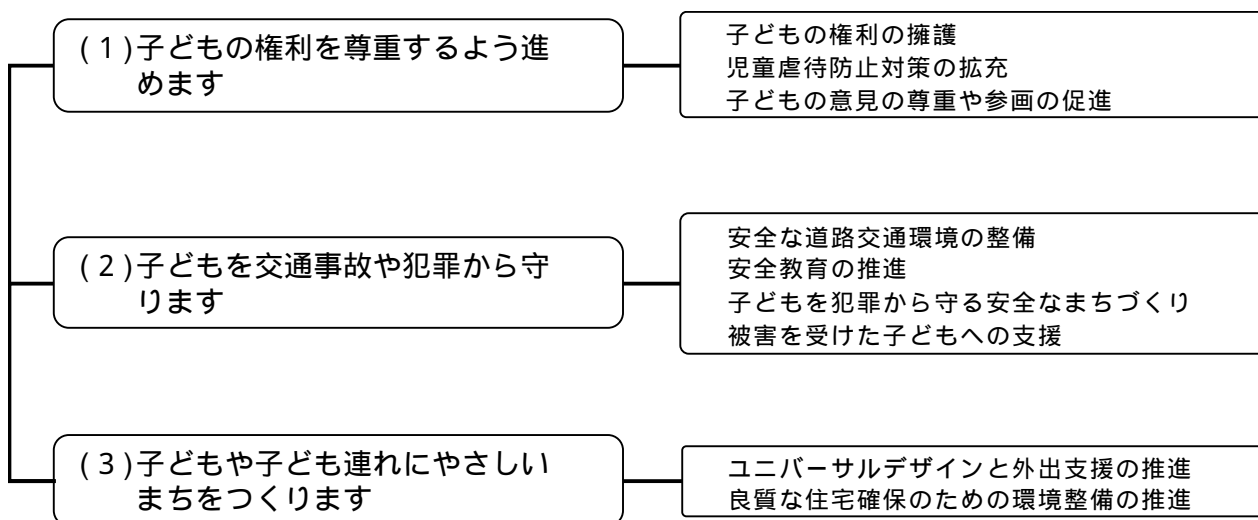 (1)子どもの権利を尊重するよう進
めます
子どもの権利の擁護
児童虐待防止対策の拡充
子どもの意見の尊重や参画の促進
(2)子どもを交通事故や犯罪から守
ります
安全な道路交通環境の整備
安全教育の推進
子どもを犯罪から守る安全なまちづくり
被害を受けた子どもへの支援
(3)子どもや子ども連れにやさしい
まちをつくります
ユニバーサルデザインと外出支援の推進
良質な住宅確保のための環境整備の推進